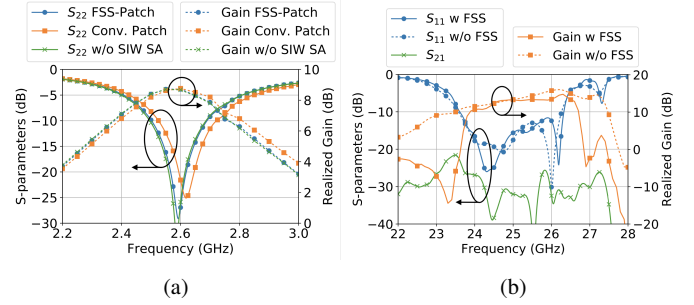 S22 FSS-Patch
S22 Conv. Patch
S22 w/o SIW SA
Gain FSS-Patch
Gain Conv. Patch
Gain w/o SIW SA
0
−5
−10
−15
−20
−25
−30
S-parameters (dB)
10
8
6
4
2
0
Realized Gain (dB)
2.2 2.4 2.6 2.8 3.0
Frequency (GHz)
(a)
S11 w FSS
S11 w/o FSS
S21
Gain w FSS
Gain w/o FSS
0
−10
−20
−30
−40
S-parameters (dB)
20
10
0
−10
−20
Realized Gain (dB)
22 23 24 25 26 27 28
Frequency (GHz)
(b)